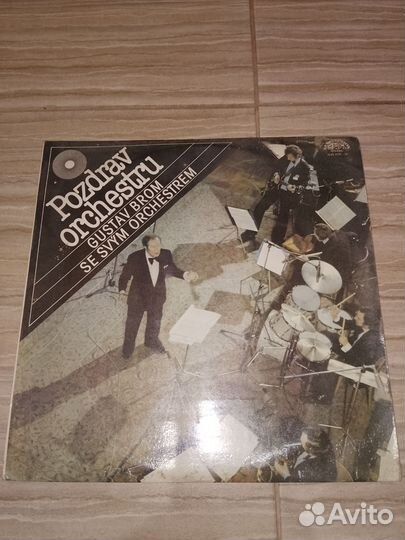 Pozdrav
orchestru
GUSTAV BROM
SE SVÝM ORCHESTREM
Avito